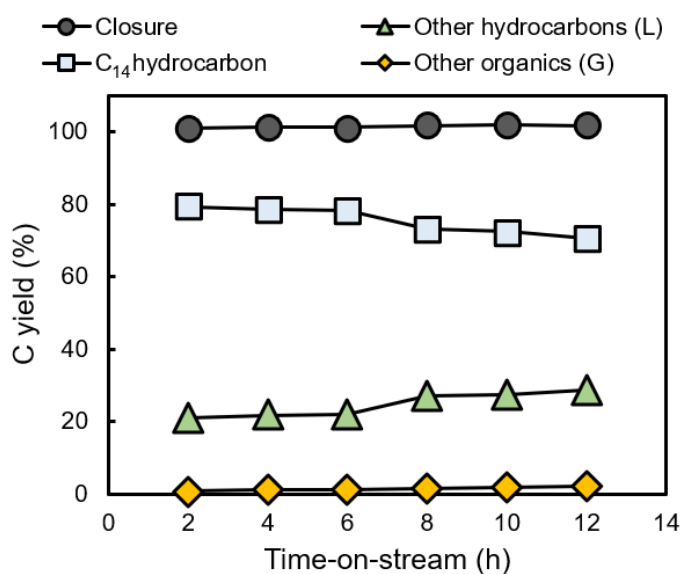 Closure
Other hydrocarbons (L)
C₁₄ hydrocarbon
Other organics (G)
100
80
60
40
20
0
C yield (%)
0 2 4 6 8 10 12 14
Time-on-stream (h)